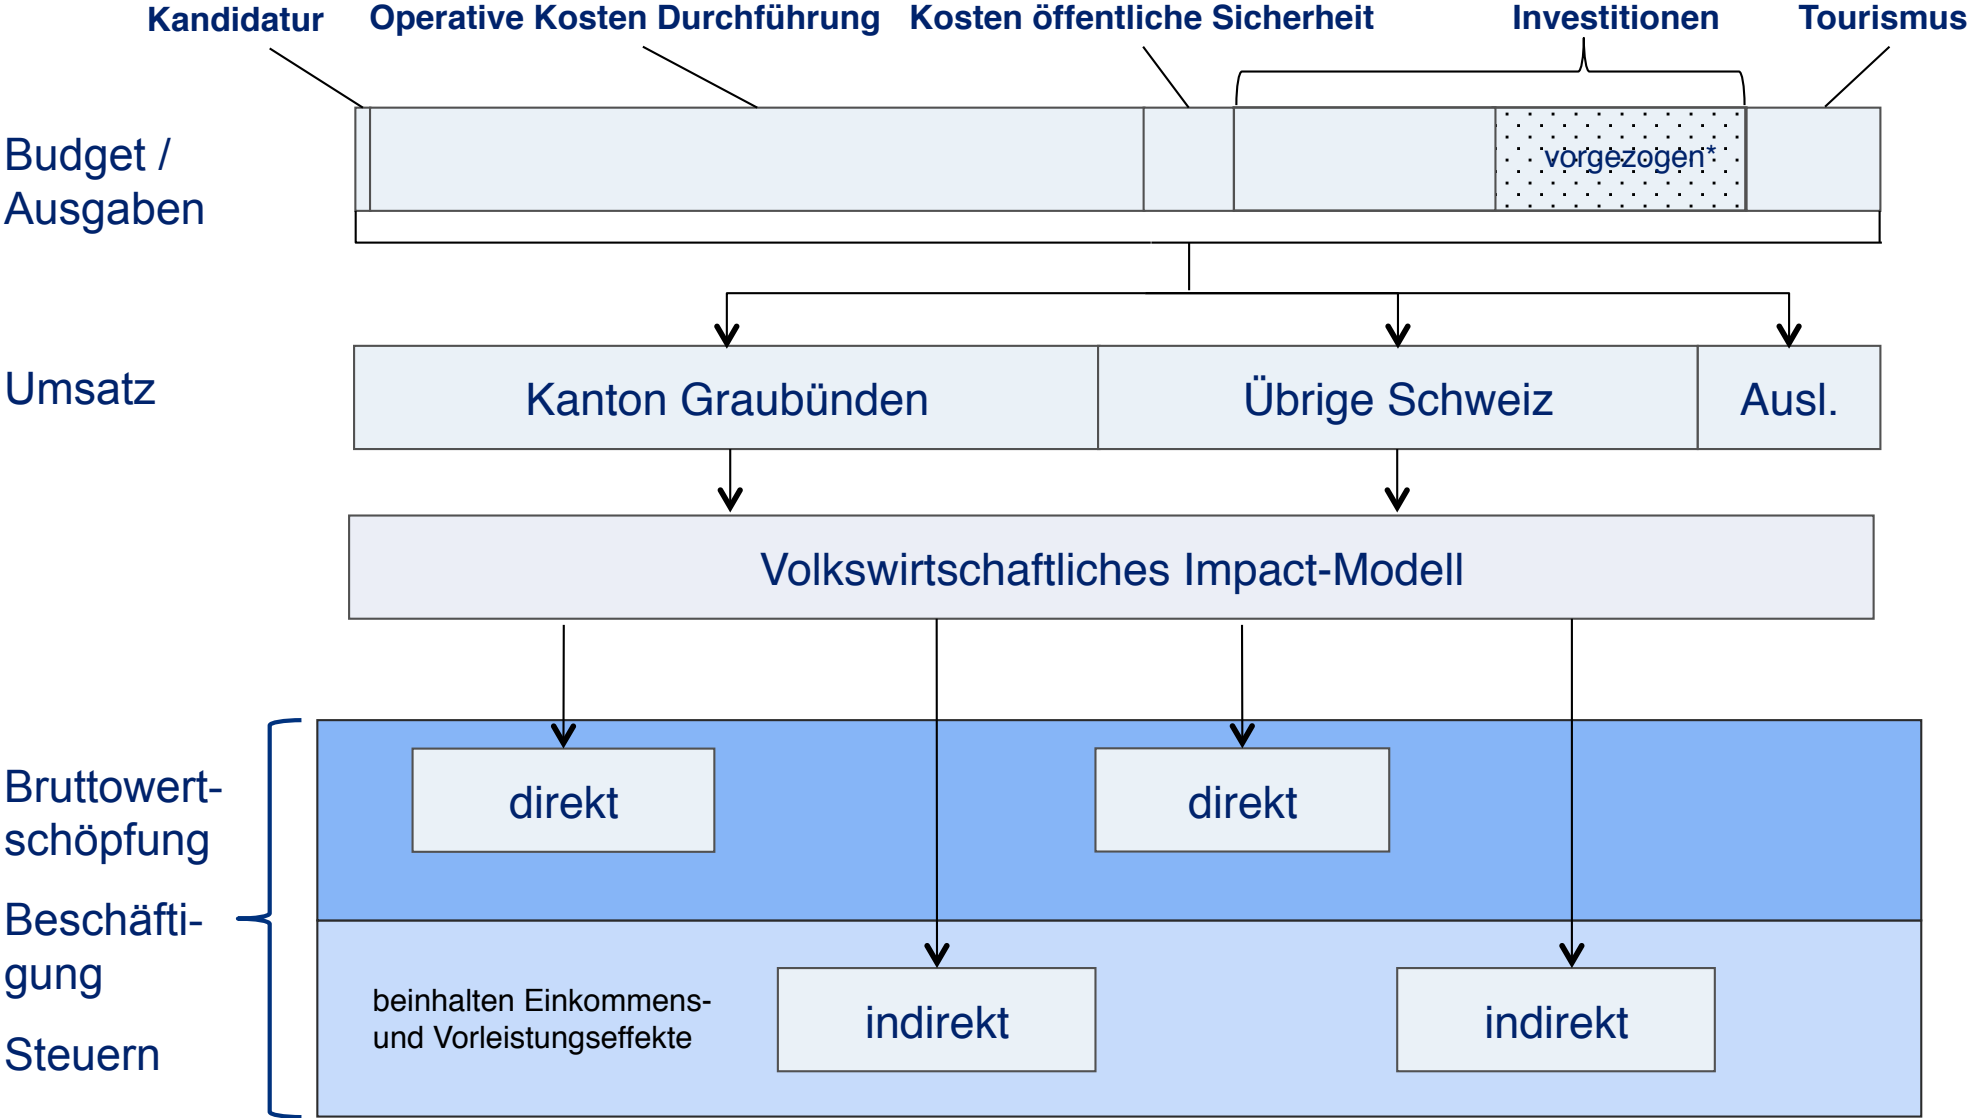 Kandidatur
Operative Kosten Durchführung
Kosten öffentliche Sicherheit
Investitionen
Tourismus
Budget /
Ausgaben
vorgezogen*
Umsatz
Kanton Graubünden
Übrige Schweiz
Ausl.
Volkswirtschaftliches Impact-Modell
Bruttowert-
schöpfung
direkt
direkt
Beschäfti-
gung
beinhalten Einkommens-
und Vorleistungseffekte
indirekt
indirekt
Steuern